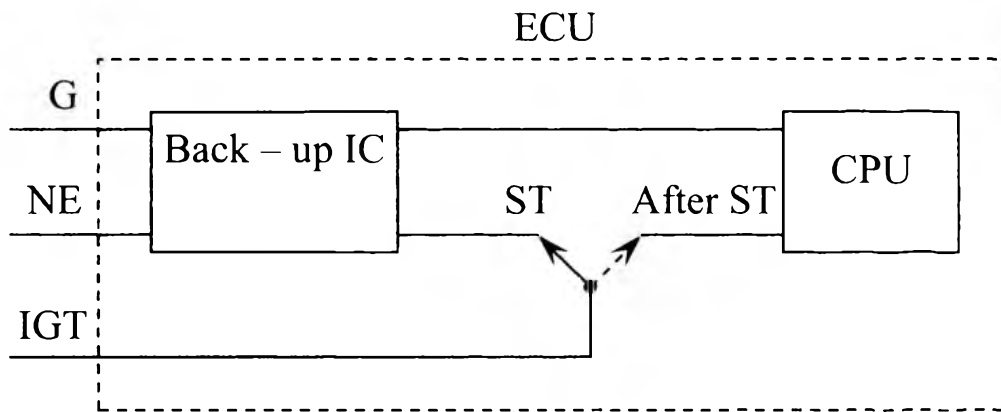 ECU
G
Back – up IC
CPU
NE
ST
After ST
IGT